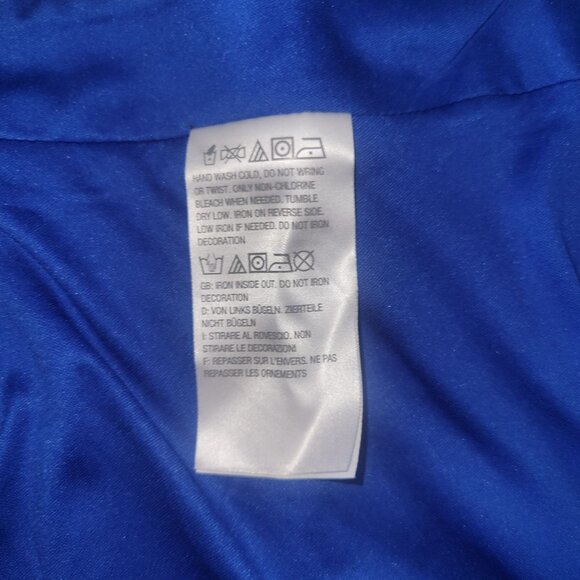 HAND WASH COLD, DO NOT WRING
OR TWIST. ONLY NON-CHLORINE
BLEACH WHEN NEEDED. TUMBLE
DRY LOW. IRON ON REVERSE SIDE.
LOW IRON IF NEEDED. DO NOT IRON
DECORATION
GB: IRON INSIDE OUT. DO NOT IRON
DECORATION
D: VON LINKS BÜGELN. ZIERTEILE
NICHT BÜGELN
I: STIRARE AL ROVESCIO. NON
STIRARE LE DECORAZIONI
F: REPASSER SUR L'ENVERS. NE PAS
REPASSER LES ORNEMENTS